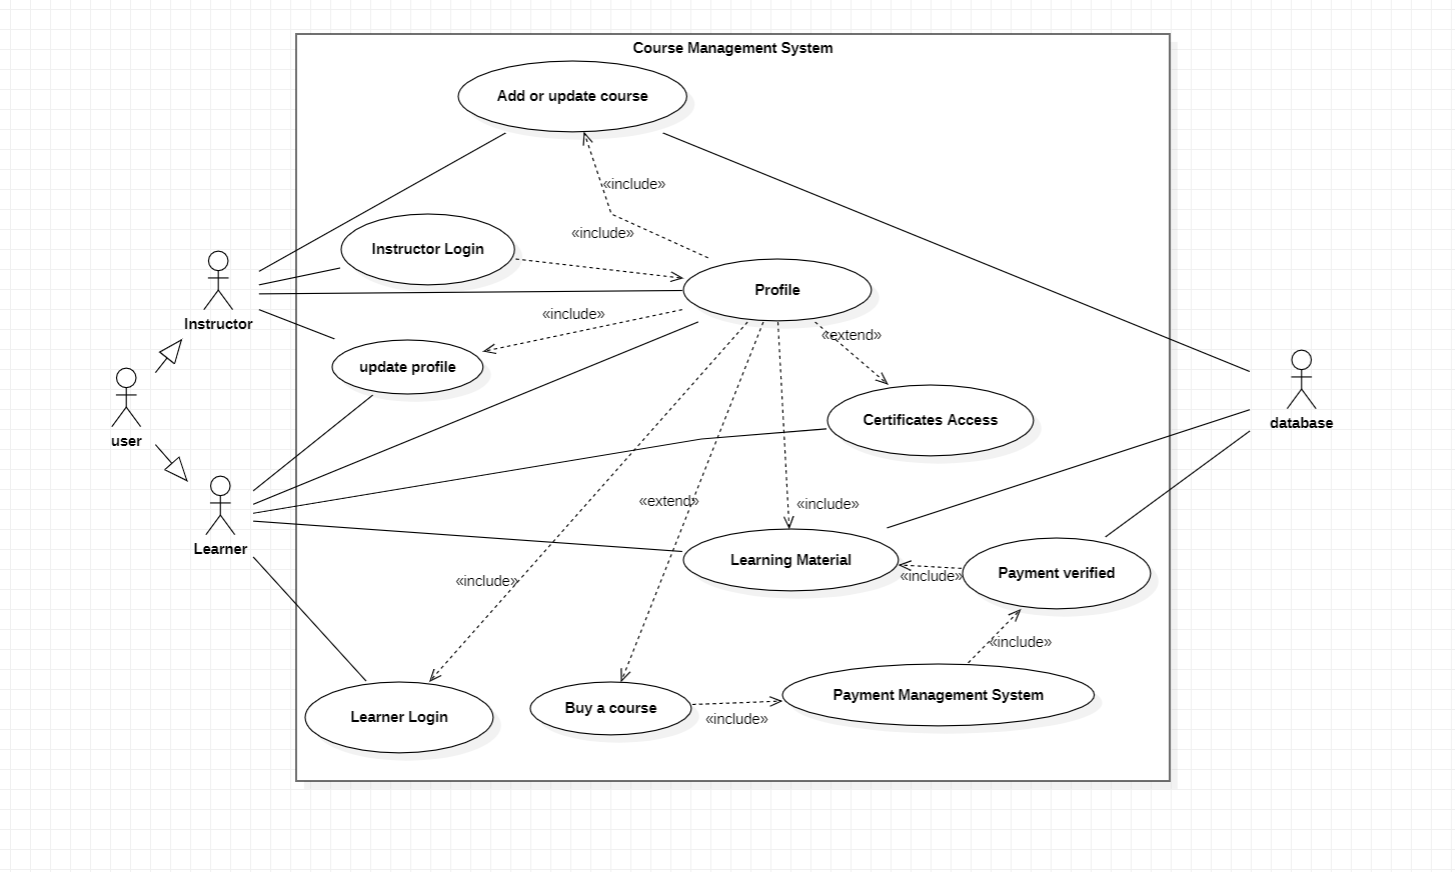 Course Management System
Add or update course
«include»
«include»
Instructor Login
Profile
Instructor
«include»
«extend»
update profile
user
Certificates Access
database
«extend»
«include»
Learner
Learning Material
«include»
Payment verified
«include»
«include»
Payment Management System
Learner Login
Buy a course
«include»